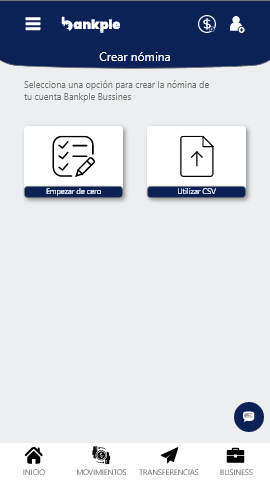 bankple
Crear nómina
Selecciona una opción para crear la nómina de
tu cuenta Bankple Bussines
Empezar de cero
Utilizar CSV
INICIO
MOVIMIENTOS
TRANSFERENCIAS
BUSINESS